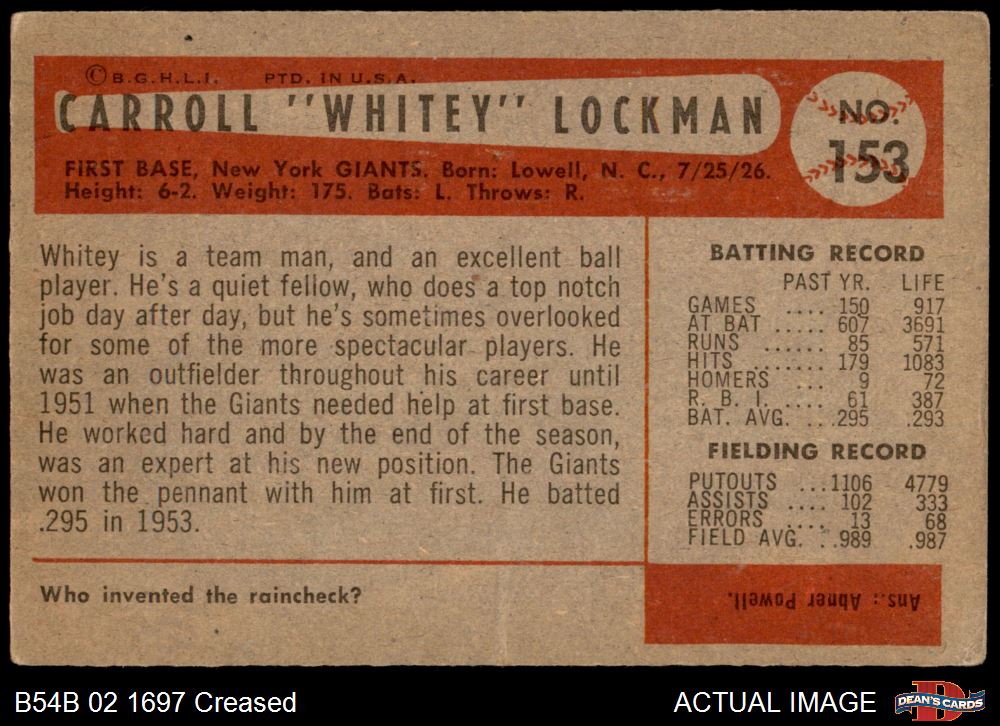 © B.G.H.L.I. PTD. IN U.S.A.
CARROLL "WHITEY" LOCKMAN
NO.
153
FIRST BASE, New York GIANTS. Born: Lowell, N. C., 7/25/26.
Height: 6-2. Weight: 175. Bats: L. Throws: R.
Whitey is a team man, and an excellent ball
player. He's a quiet fellow, who does a top notch
job day after day, but he's sometimes overlooked
for some of the more spectacular players. He
was an outfielder throughout his career until
1951 when the Giants needed help at first base.
He worked hard and by the end of the season,
was an expert at his new position. The Giants
won the pennant with him at first. He batted
.295 in 1953.
BATTING RECORD
PAST YR. LIFE
GAMES .... 150 917
AT BAT ..... 607 3691
RUNS ...... 85 571
HITS ....... 179 1083
HOMERS ... 9 72
R. B. I. .... 61 387
BAT. AVG. ...295 .293
FIELDING RECORD
PUTOUTS ...1106 4779
ASSISTS .... 102 333
ERRORS .... 13 68
FIELD AVG. ..989 .987
Who invented the raincheck?
Ans.: Abner Powell.
B54B 02 1697 Creased
ACTUAL IMAGE
DEAN'S CARDS